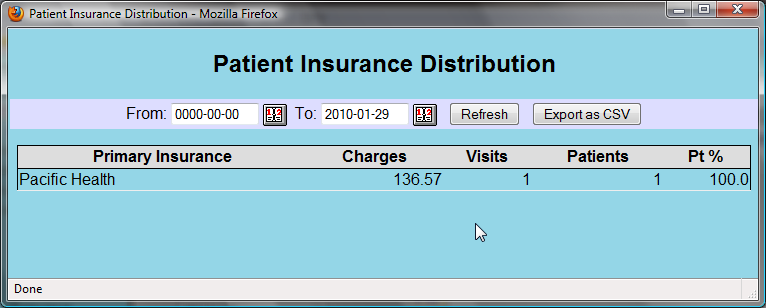 Patient Insurance Distribution - Mozilla Firefox
Patient Insurance Distribution
From: 0000-00-00 To: 2010-01-29 Refresh Export as CSV
Primary Insurance Charges Visits Patients Pt %
Pacific Health 136.57 1 1 100.0
Done